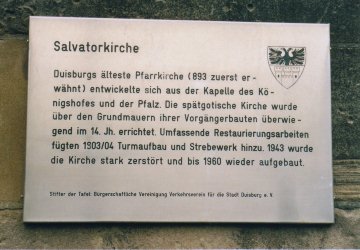 Salvatorkirche
Duisburgs älteste Pfarrkirche (893 zuerst er-
wähnt) entwickelte sich aus der Kapelle des Kö-
nigshofes und der Pfalz. Die spätgotische Kirche wurde
über den Grundmauern ihrer Vorgängerbauten überwie-
gend im 14. Jh. errichtet. Umfassende Restaurierungsarbeiten
fügten 1903/04 Turmaufbau und Strebewerk hinzu. 1943 wurde
die Kirche stark zerstört und bis 1960 wieder aufgebaut.
Stifter der Tafel: Bürgerschaftliche Vereinigung Verkehrsverein für die Stadt Duisburg e. V.